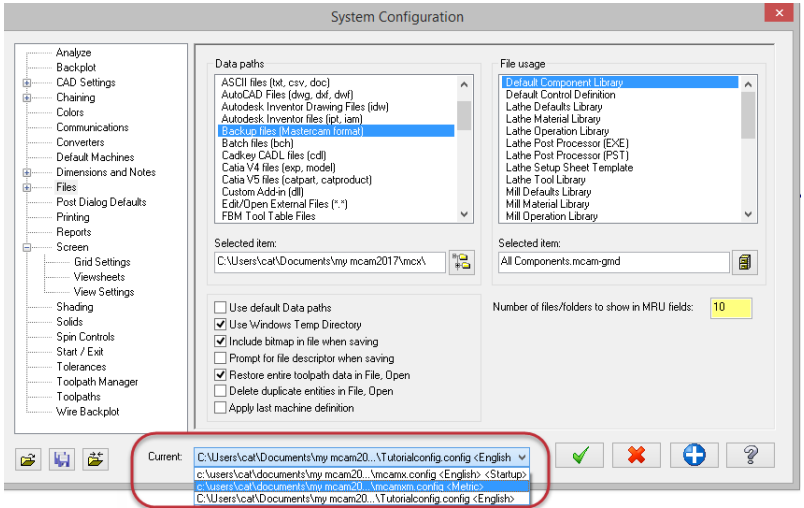 System Configuration
Analyze
Backplot
CAD Settings
Chaining
Colors
Communications
Converters
Default Machines
Dimensions and Notes
Files
Post Dialog Defaults
Printing
Reports
Screen
Grid Settings
Viewsheets
View Settings
Shading
Solids
Spin Controls
Start / Exit
Tolerances
Toolpath Manager
Toolpaths
Wire Backplot
Data paths
ASCII files (txt, csv, doc)
AutoCAD Files (dwg, dxf, dwf)
Autodesk Inventor Drawing Files (idw)
Autodesk Inventor files (ipt, iam)
Backup files (Mastercam format)
Batch files (bch)
Cadkey CADL files (cdl)
Catia V4 files (exp, model)
Catia V5 files (catpart, catproduct)
Custom Add-in (dll)
Edit/Open External Files (*.*)
FBM Tool Table Files
Selected item:
C:\Users\cat\Documents\my mcam2017\mcx\
File usage
Default Component Library
Default Control Definition
Lathe Defaults Library
Lathe Material Library
Lathe Operation Library
Lathe Post Processor (EXE)
Lathe Post Processor (PST)
Lathe Setup Sheet Template
Lathe Tool Library
Mill Defaults Library
Mill Material Library
Mill Operation Library
Selected item:
All Components.mcam-gmd
Use default Data paths
Use Windows Temp Directory
Include bitmap in file when saving
Prompt for file descriptor when saving
Restore entire toolpath data in File, Open
Delete duplicate entities in File, Open
Apply last machine definition
Number of files/folders to show in MRU fields: 10
Current: C:\Users\cat\Documents\my mcam20...\Tutorialconfig.config <English
c:\users\cat\documents\my mcam20...\mcamx.config <English> <Startup>
c:\users\cat\documents\my mcam20...\mcamxm.config <Metric>
C:\Users\cat\Documents\my mcam20...\Tutorialconfig.config <English>